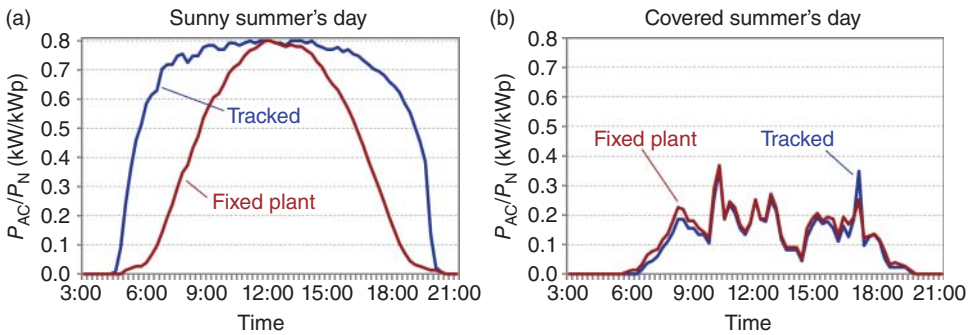 (a)
Sunny summer's day
P_AC/P_N (kW/kWp)
0.8
0.7
0.6
0.5
0.4
0.3
0.2
0.1
0.0
Tracked
Fixed plant
3:00 6:00 9:00 12:00 15:00 18:00 21:00
Time
(b)
Covered summer's day
P_AC/P_N (kW/kWp)
0.8
0.7
0.6
0.5
0.4
0.3
0.2
0.1
0.0
Fixed plant
Tracked
3:00 6:00 9:00 12:00 15:00 18:00 21:00
Time